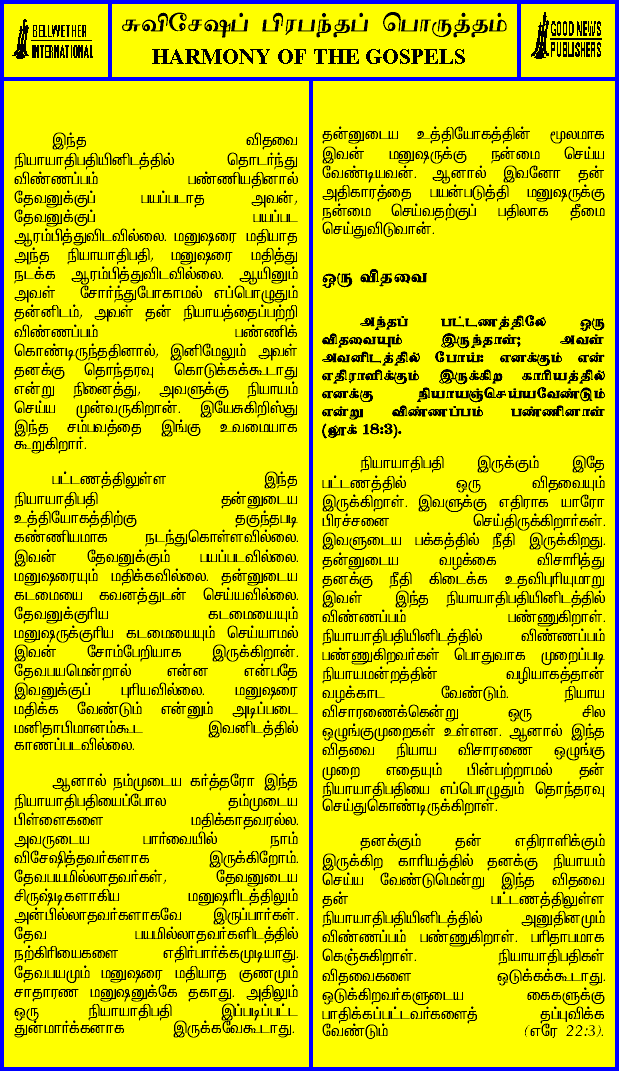 BELLWETHER
INTERNATIONAL
சுவிசேஷப் பிரபந்தப் பொருத்தம்
HARMONY OF THE GOSPELS
GOOD NEWS
PUBLISHERS
இந்த விதவை
நியாயாதிபதியினிடத்தில் தொடர்ந்து
விண்ணப்பம் பண்ணியதினால்
தேவனுக்குப் பயப்படாத அவன்,
தேவனுக்குப் பயப்பட
ஆரம்பித்துவிடவில்லை. மனுஷரை மதியாத
அந்த நியாயாதிபதி, மனுஷரை மதித்து
நடக்க ஆரம்பித்துவிடவில்லை. ஆயினும்
அவள் சோர்ந்துபோகாமல் எப்பொழுதும்
தன்னிடம், அவள் தன் நியாயத்தைப்பற்றி
விண்ணப்பம் பண்ணிக்
கொண்டிருந்ததினால், இனிமேலும் அவள்
தனக்கு தொந்தரவு கொடுக்கக்கூடாது
என்று நினைத்து, அவளுக்கு நியாயம்
செய்ய முன்வருகிறான். இயேசுகிறிஸ்து
இந்த சம்பவத்தை இங்கு உவமையாக
கூறுகிறார்.
பட்டணத்திலுள்ள இந்த
நியாயாதிபதி தன்னுடைய
உத்தியோகத்திற்கு தகுந்தபடி
கண்ணியமாக நடந்துகொள்ளவில்லை.
இவன் தேவனுக்கும் பயப்படவில்லை.
மனுஷரையும் மதிக்கவில்லை. தன்னுடைய
கடமையை கவனத்துடன் செய்யவில்லை.
தேவனுக்குரிய கடமையையும்
மனுஷருக்குரிய கடமையையும் செய்யாமல்
இவன் சோம்பேறியாக இருக்கிறான்.
தேவபயமென்றால் என்ன என்பதே
இவனுக்குப் புரியவில்லை. மனுஷரை
மதிக்க வேண்டும் என்னும் அடிப்படை
மனிதாபிமானம்கூட இவனிடத்தில்
காணப்படவில்லை.
ஆனால் நம்முடைய கர்த்தரோ இந்த
நியாயாதிபதியைப்போல தம்முடைய
பிள்ளைகளை மதிக்காதவரல்ல.
அவருடைய பார்வையில் நாம்
விசேஷித்தவர்களாக இருக்கிறோம்.
தேவபயமில்லாதவர்கள், தேவனுடைய
சிருஷ்டிகளாகிய மனுஷரிடத்திலும்
அன்பில்லாதவர்களாகவே இருப்பார்கள்.
தேவ பயமில்லாதவர்களிடத்தில்
நற்கிரியைகளை எதிர்பார்க்கமுடியாது.
தேவபயமும் மனுஷரை மதியாத குணமும்
சாதாரண மனுஷனுக்கே தகாது. அதிலும்
ஒரு நியாயாதிபதி இப்படிப்பட்ட
துன்மார்க்கனாக இருக்கவேகூடாது.
தன்னுடைய உத்தியோகத்தின் மூலமாக
இவன் மனுஷருக்கு நன்மை செய்ய
வேண்டியவன். ஆனால் இவனோ தன்
அதிகாரத்தை பயன்படுத்தி மனுஷருக்கு
நன்மை செய்வதற்குப் பதிலாக தீமை
செய்துவிடுவான்.
ஒரு விதவை
அந்தப் பட்டணத்திலே ஒரு
விதவையும் இருந்தாள்; அவள்
அவனிடத்தில் போய்: எனக்கும் என்
எதிராளிக்கும் இருக்கிற காரியத்தில்
எனக்கு நியாயஞ்செய்யவேண்டும்
என்று விண்ணப்பம் பண்ணினாள்
(லூக் 18:3).
நியாயாதிபதி இருக்கும் இதே
பட்டணத்தில் ஒரு விதவையும்
இருக்கிறாள். இவளுக்கு எதிராக யாரோ
பிரச்சனை செய்திருக்கிறார்கள்.
இவளுடைய பக்கத்தில் நீதி இருக்கிறது.
தன்னுடைய வழக்கை விசாரித்து
தனக்கு நீதி கிடைக்க உதவிபுரியுமாறு
இவள் இந்த நியாயாதிபதியினிடத்தில்
விண்ணப்பம் பண்ணுகிறாள்.
நியாயாதிபதியினிடத்தில் விண்ணப்பம்
பண்ணுகிறவர்கள் பொதுவாக முறைப்படி
நியாயமன்றத்தின் வழியாகத்தான்
வழக்காட வேண்டும். நியாய
விசாரணைக்கென்று ஒரு சில
ஒழுங்குமுறைகள் உள்ளன. ஆனால் இந்த
விதவை நியாய விசாரணை ஒழுங்கு
முறை எதையும் பின்பற்றாமல் தன்
நியாயாதிபதியை எப்பொழுதும் தொந்தரவு
செய்துகொண்டிருக்கிறாள்.
தனக்கும் தன் எதிராளிக்கும்
இருக்கிற காரியத்தில் தனக்கு நியாயம்
செய்ய வேண்டுமென்று இந்த விதவை
தன் பட்டணத்திலுள்ள
நியாயாதிபதியினிடத்தில் அனுதினமும்
விண்ணப்பம் பண்ணுகிறாள். பரிதாபமாக
கெஞ்சுகிறாள். நியாயாதிபதிகள்
விதவைகளை ஒடுக்கக்கூடாது.
ஒடுக்கிறவர்களுடைய கைகளுக்கு
பாதிக்கப்பட்டவர்களைத் தப்புவிக்க
வேண்டும் (எரே 22:3).